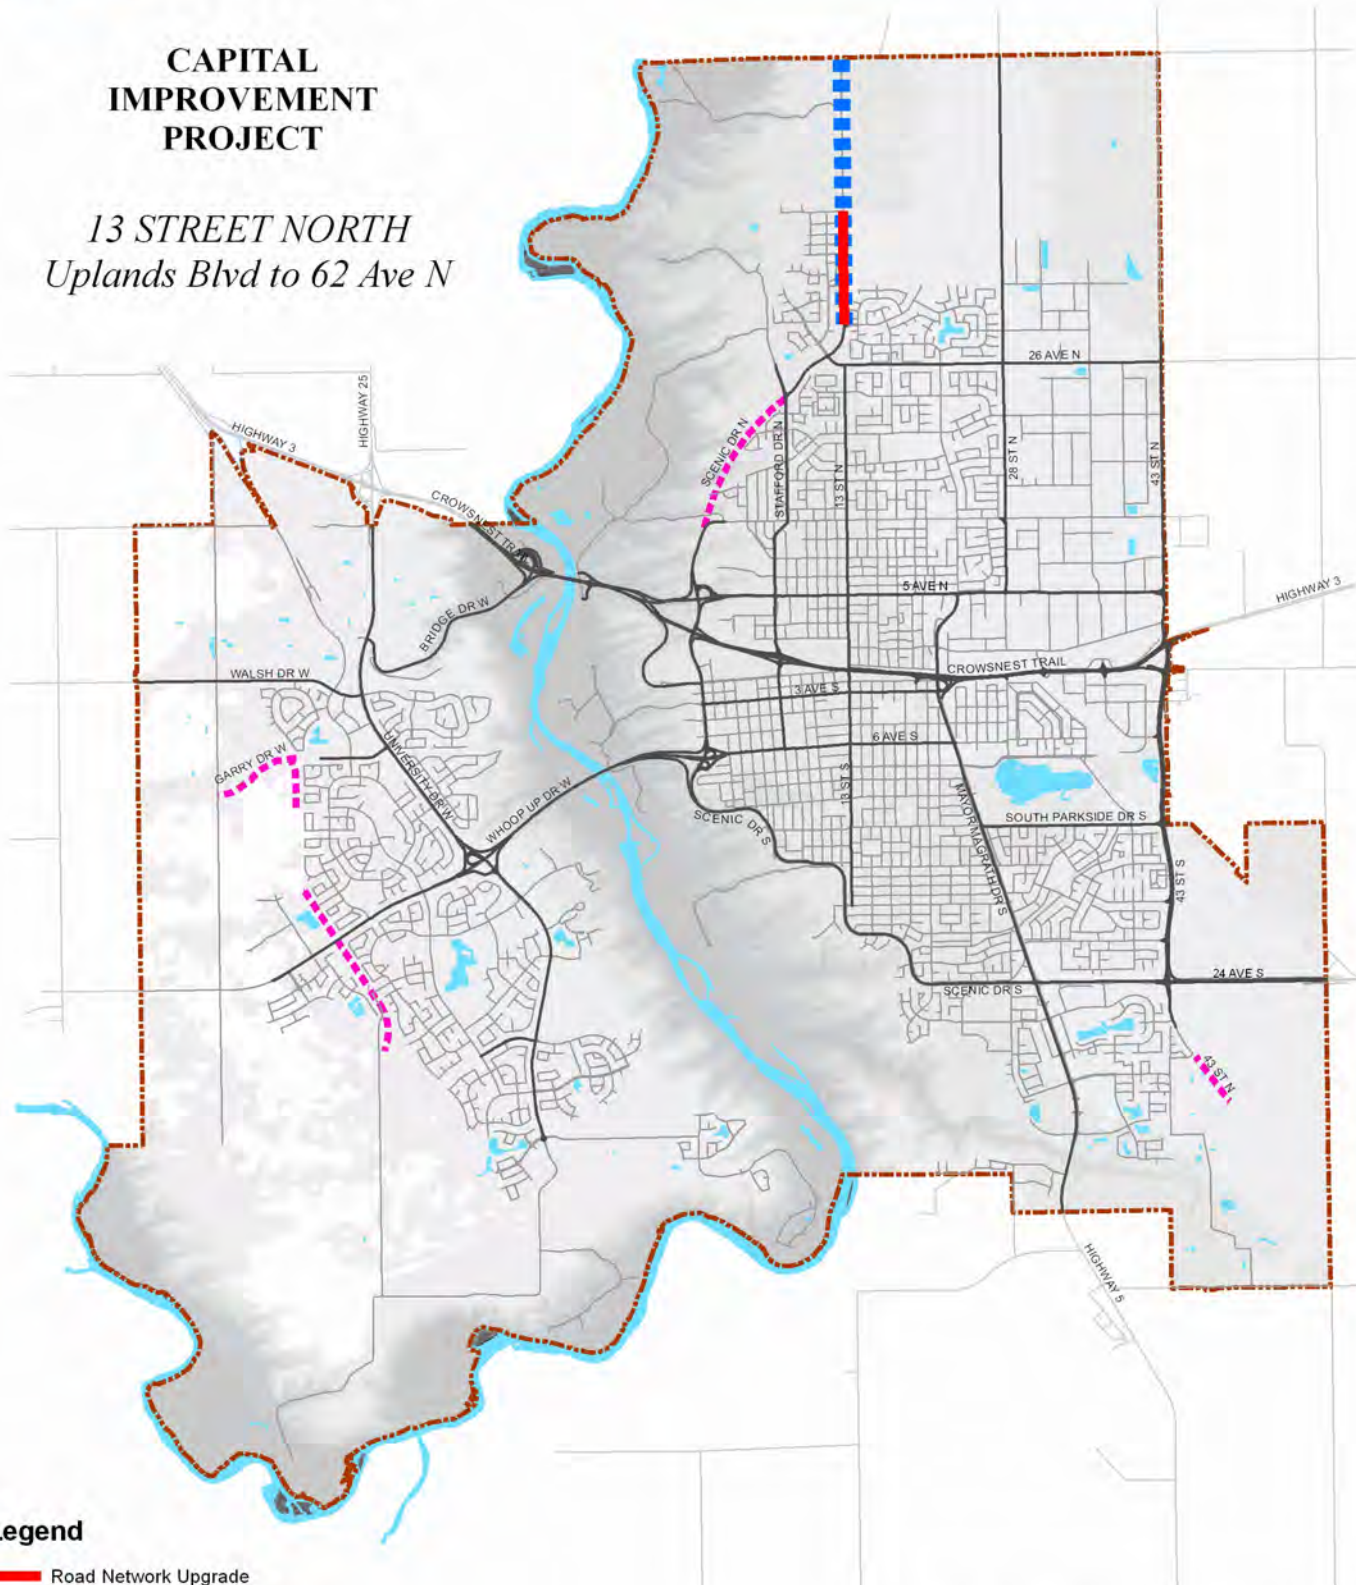 CAPITAL
IMPROVEMENT
PROJECT
13 STREET NORTH
Uplands Blvd to 62 Ave N
26 AVE N
HIGHWAY 25
HIGHWAY 3
SCENIC DR N
STAFFORD DR N
13 ST N
28 ST N
43 ST N
CROWSNEST TRAIL
5 AVE N
HIGHWAY 3
BRIDGE DR W
WALSH DR W
CROWSNEST TRAIL
3 AVE S
6 AVE S
GARRY DR W
UNIVERSITY DR W
WHOOP UP DR W
SCENIC DR S
13 ST S
MAYOR MAGRATH DR S
SOUTH PARKSIDE DR S
43 ST S
24 AVE S
SCENIC DR S
43 ST N
HIGHWAY 5
Legend
Road Network Upgrade